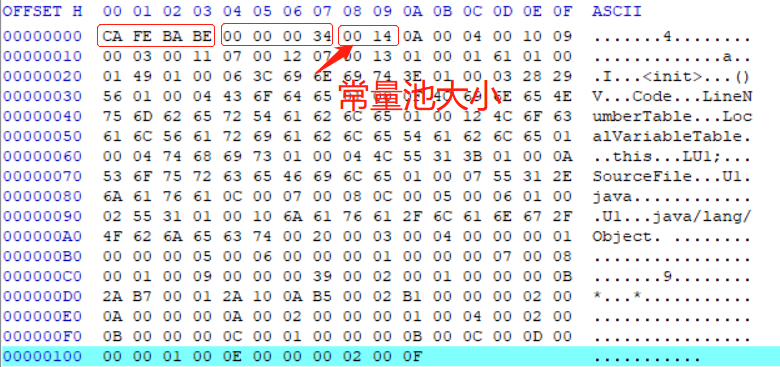 OFFSET H 00 01 02 03 04 05 06 07 08 09 0A 0B 0C 0D 0E 0F ASCII
00000000 CA FE BA BE 00 00 00 34 00 14 0A 00 04 00 10 09 .......4........
00000010 00 03 00 11 07 00 12 07 00 13 01 00 01 61 01 00 .............a..
00000020 01 49 01 00 06 3C 69 6E 69 74 3E 01 00 03 28 29 .I...<init>...()
常量池大小
00000030 56 01 00 04 43 6F 64 65 69 6E 65 4E V...Code...LineN
00000040 75 6D 62 65 72 54 61 62 6C 65 01 00 12 4C 6F 63 umberTable...Loc
00000050 61 6C 56 61 72 69 61 62 6C 65 54 61 62 6C 65 01 alVariableTable.
00000060 00 04 74 68 69 73 01 00 04 4C 55 31 3B 01 00 0A ..this...LU1;...
00000070 53 6F 75 72 63 65 46 69 6C 65 01 00 07 55 31 2E SourceFile...U1.
00000080 6A 61 76 61 0C 00 07 00 08 0C 00 05 00 06 01 00 java............
00000090 02 55 31 01 00 10 6A 61 76 61 2F 6C 61 6E 67 2F .U1...java/lang/
000000A0 4F 62 6A 65 63 74 00 20 00 03 00 04 00 00 00 01 Object. ........
000000B0 00 00 00 05 00 06 00 00 00 01 00 00 00 07 00 08 ................
000000C0 00 01 00 09 00 00 00 39 00 02 00 01 00 00 00 0B .......9........
000000D0 2A B7 00 01 2A 10 0A B5 00 02 B1 00 00 00 02 00 *...*...........
000000E0 0A 00 00 00 0A 00 02 00 00 00 01 00 04 00 02 00 ................
000000F0 0B 00 00 00 0C 00 01 00 00 00 0B 00 0C 00 0D 00 ................
00000100 00 00 01 00 0E 00 00 00 02 00 0F ...........